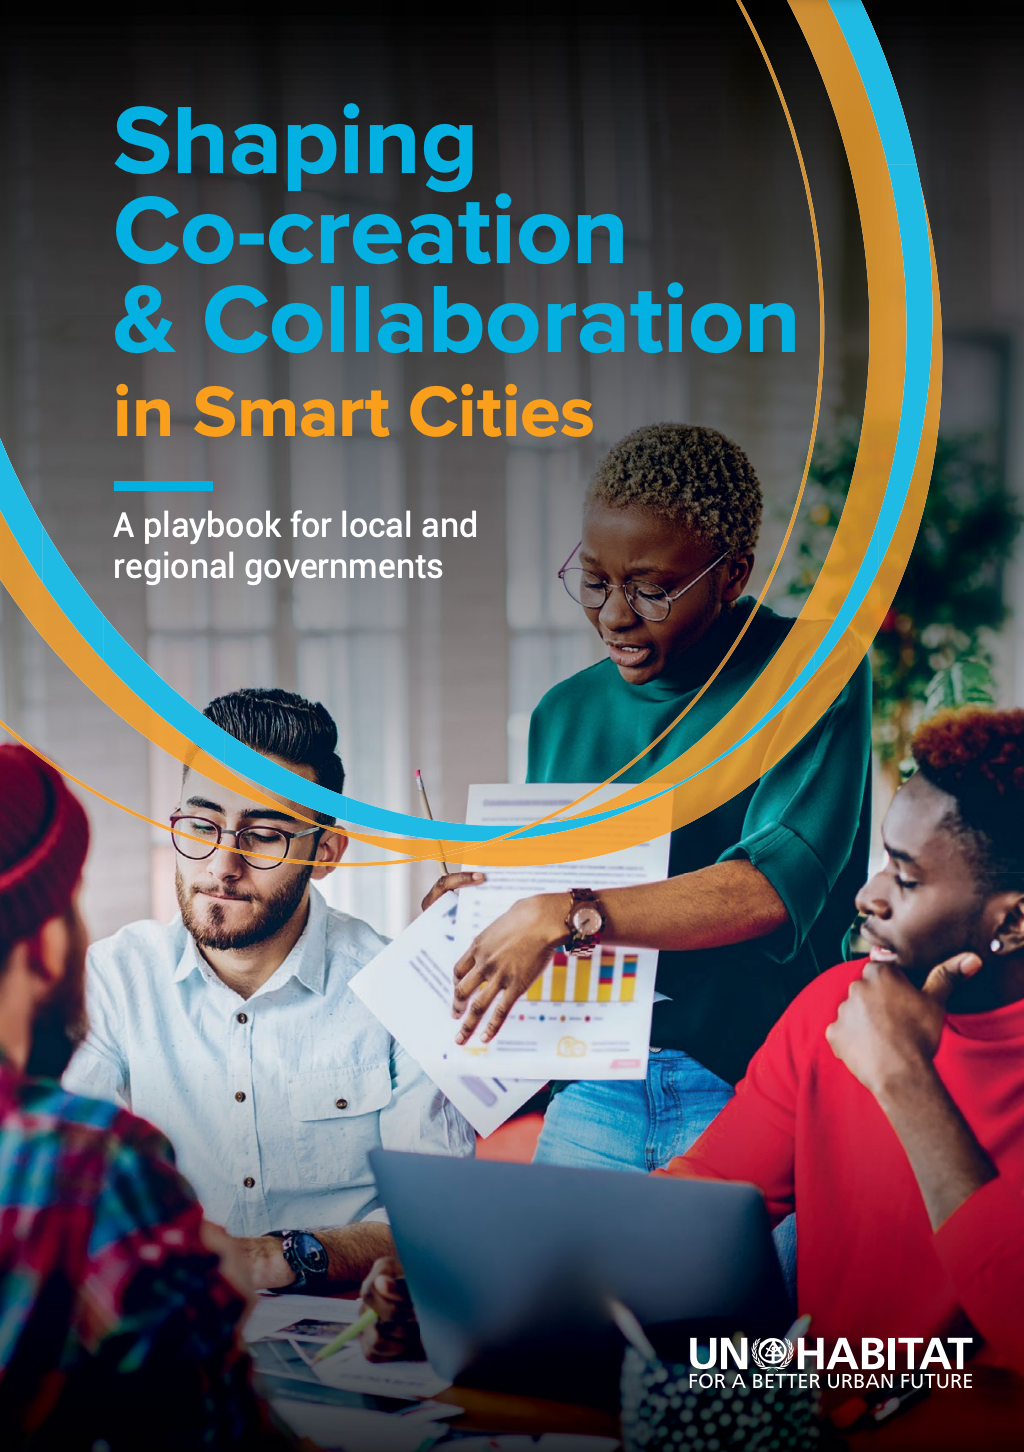 Shaping
Co-creation
& Collaboration
in Smart Cities
A playbook for local and
regional governments
UN HABITAT
FOR A BETTER URBAN FUTURE